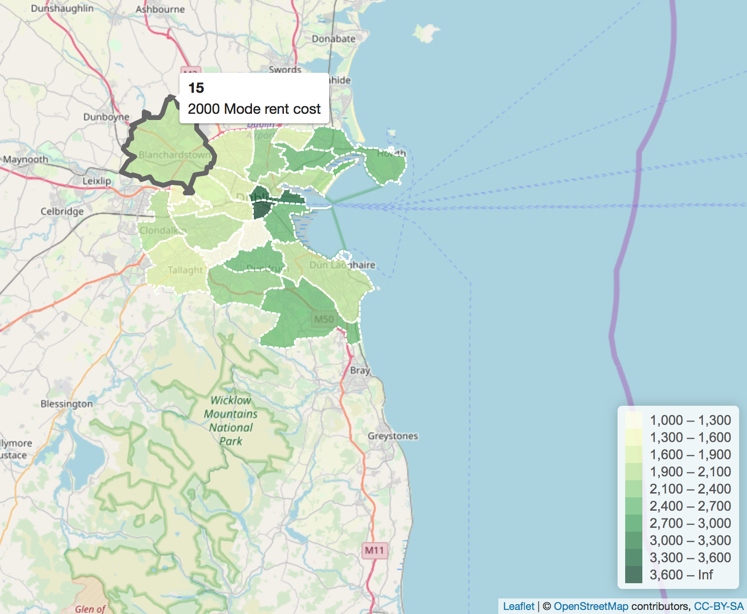 Dunshaughlin
Ashbourne
Donabate
Swords
15
2000 Mode rent cost
Dunboyne
Blanchardstown
Howth
Maynooth
Leixlip
Celbridge
Clondalkin
Tallaght
Dún Laoghaire
M50
Bray
Wicklow
Mountains
National
Park
Blessington
Greystones
M11
Glen of
1,000 – 1,300
1,300 – 1,600
1,600 – 1,900
1,900 – 2,100
2,100 – 2,400
2,400 – 2,700
2,700 – 3,000
3,000 – 3,300
3,300 – 3,600
3,600 – Inf
Leaflet | © OpenStreetMap contributors, CC-BY-SA